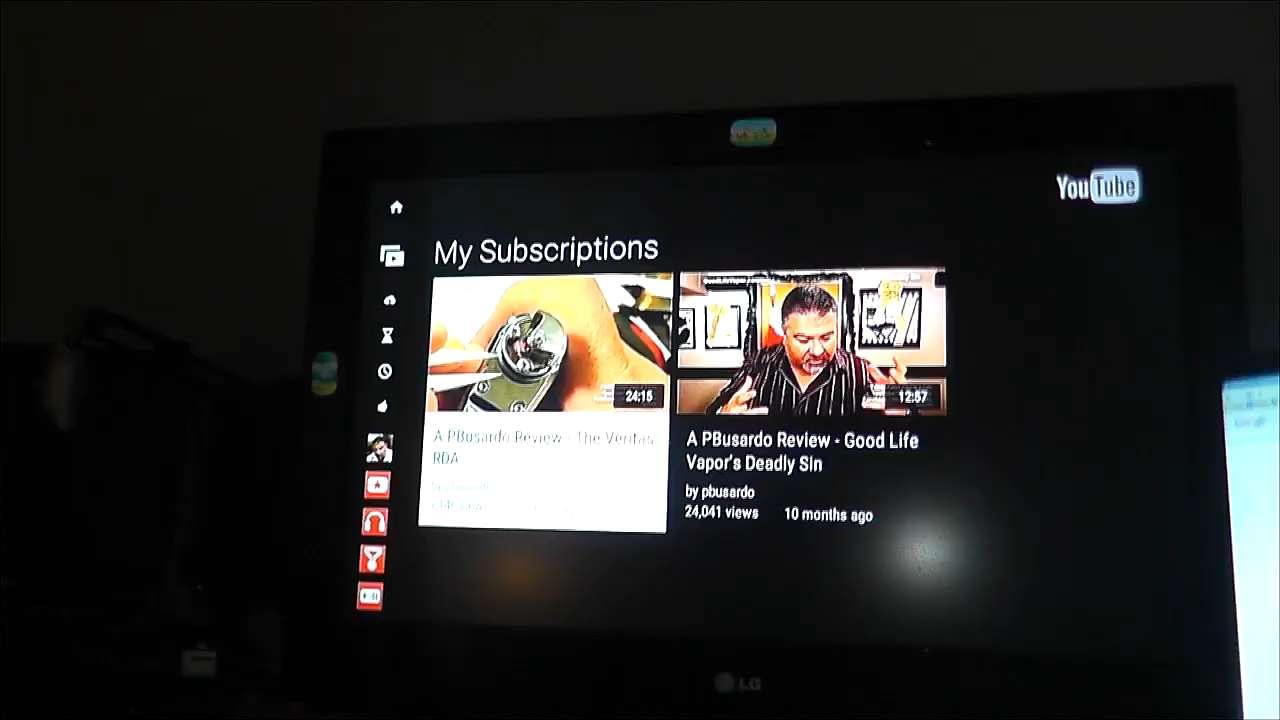 YouTube
My Subscriptions
24:15
12:57
A PBusardo Review - The Veritas
RDA
A PBusardo Review - Good Life
Vapor's Deadly Sin
by pbusardo
24,041 views 10 months ago
LG